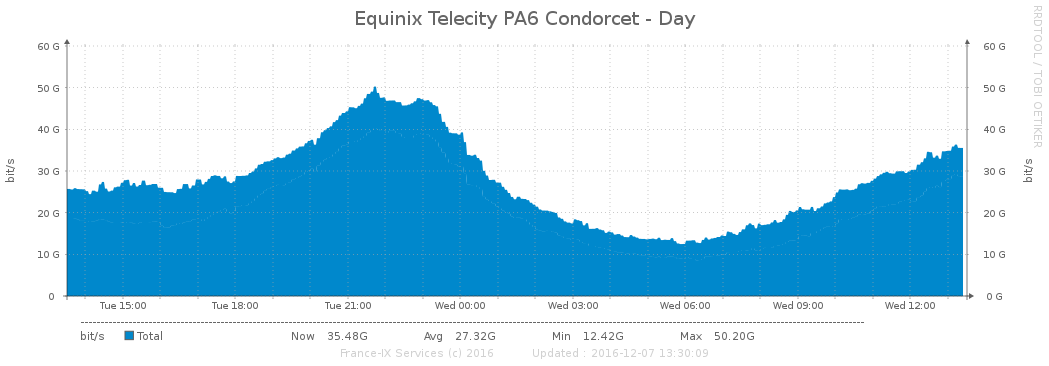 Equinix Telecity PA6 Condorcet - Day
RRDTOOL / TOBI OETIKER
60 G 60 G
50 G 50 G
40 G 40 G
30 G 30 G
20 G 20 G
10 G 10 G
0 0 G
bit/s bit/s
Tue 15:00 Tue 18:00 Tue 21:00 Wed 00:00 Wed 03:00 Wed 06:00 Wed 09:00 Wed 12:00
bit/s Total Now 35.48G Avg 27.32G Min 12.42G Max 50.20G
France-IX Services (c) 2016 Updated : 2016-12-07 13:30:09